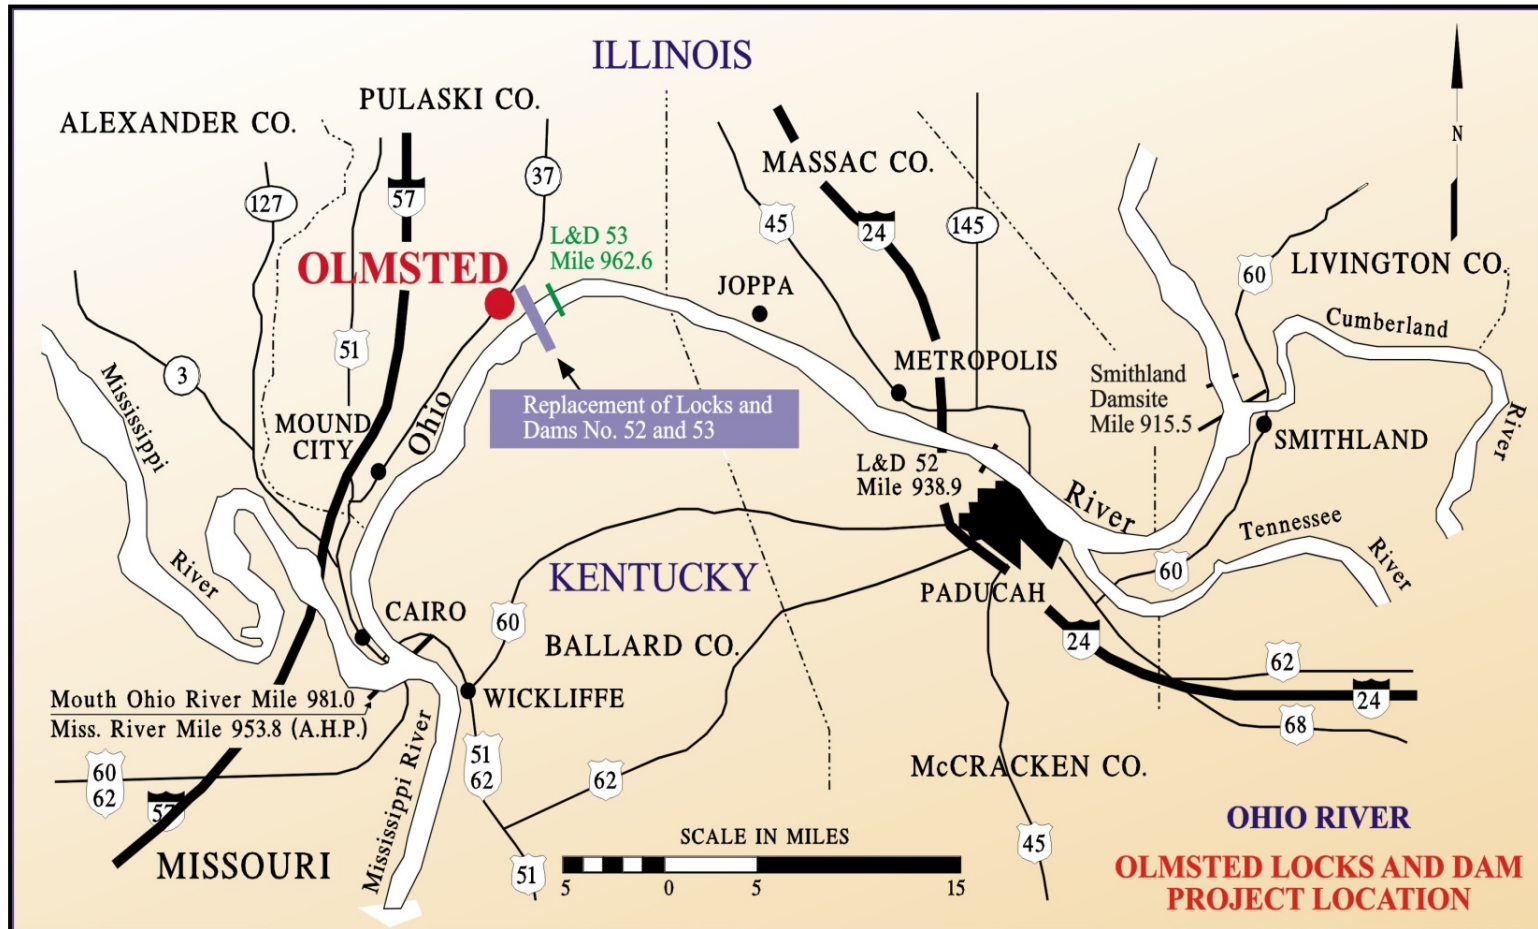 ILLINOIS
PULASKI CO.
ALEXANDER CO.
MASSAC CO.
N
57
37
127
45
24
145
L&D 53
Mile 962.6
OLMSTED
JOPPA
60
LIVINGTON CO.
Cumberland
River
51
3
Mississippi
River
MOUND
CITY
Ohio
METROPOLIS
Replacement of Locks and
Dams No. 52 and 53
Smithland
Damsite
Mile 915.5
SMITHLAND
L&D 52
Mile 938.9
River
Tennessee
River
KENTUCKY
PADUCAH
60
CAIRO
60
BALLARD CO.
24
62
WICKLIFFE
Mouth Ohio River Mile 981.0
Miss. River Mile 953.8 (A.H.P.)
24
68
Mississippi River
51
62
60
62
62
McCRACKEN CO.
57
MISSOURI
SCALE IN MILES
5
0
5
15
51
45
OHIO RIVER
OLMSTED LOCKS AND DAM
PROJECT LOCATION